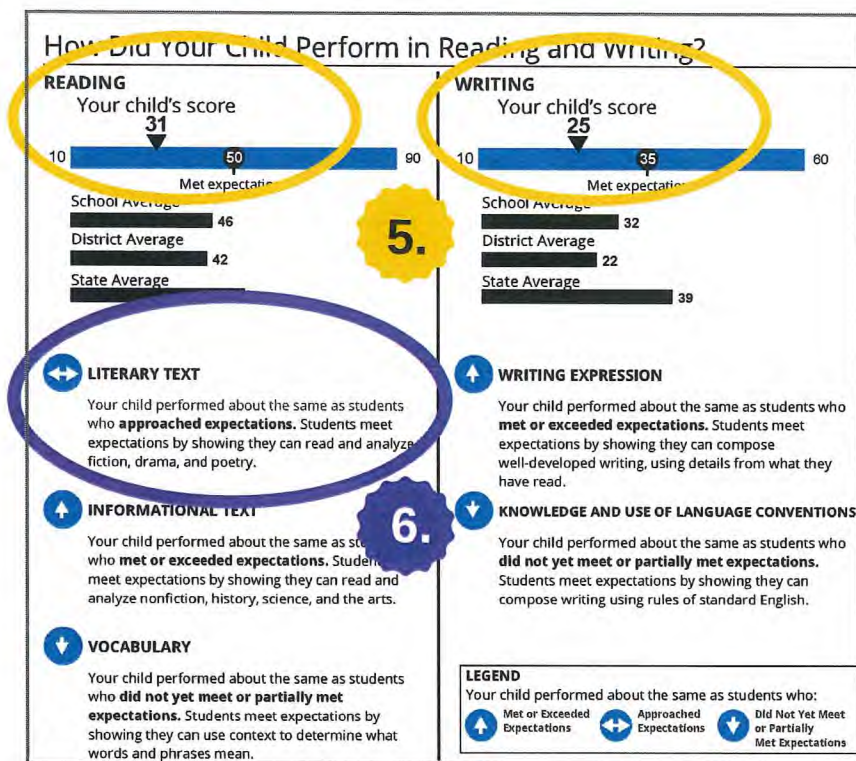 How Did Your Child Perform in Reading and Writing?
READING
Your child's score
31
10
50
90
Met
School Average
46
District Average
42
State Average
LITERARY TEXT
Your child performed about the same as students
who approached expectations. Students meet
expectations by showing they can read and analyze
fiction, drama, and poetry.
INFORMATIONAL TEXT
Your child performed about the same as
who met or exceeded expectations.
meet expectations by showing they can read and
analyze nonfiction, history, science, and the arts.
VOCABULARY
Your child performed about the same as students
who did not yet meet or partially met
expectations. Students meet expectations by
showing they can use context to determine what
words and phrases mean.
5.
6.
WRITING
Your child's score
25
10
35
60
Met
School Average
32
District Average
22
State Average
39
WRITING EXPRESSION
Your child performed about the same as students who
met or exceeded expectations. Students meet
expectations by showing they can compose
well-developed writing, using details from what they
have read.
KNOWLEDGE AND USE OF LANGUAGE CONVENTIONS
Your child performed about the same as students who
did not yet meet or partially met expectations.
Students meet expectations by showing they can
compose writing using rules of standard English.
LEGEND
Your child performed about the same as students who:
Met or Exceeded
Expectations
Approached
Expectations
Did Not Yet Meet
or Partially
Met Expectations